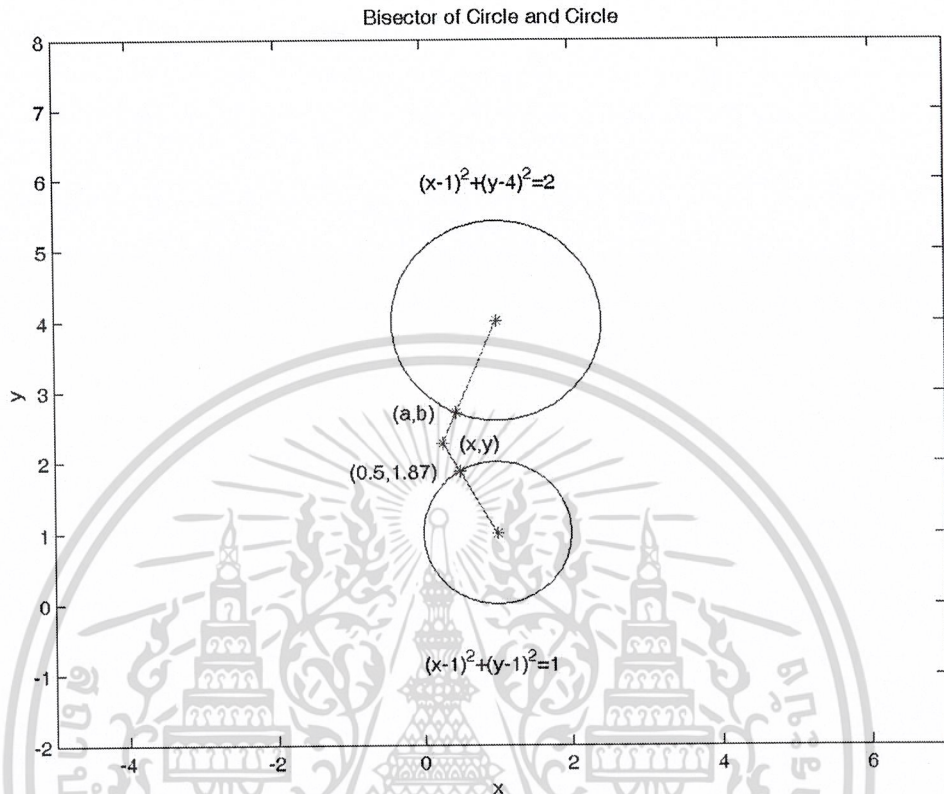 Bisector of Circle and Circle
8
7
6
5
4
3
2
1
0
-1
-2
y
(x-1)²+(y-4)²=2
(a,b)
(x,y)
(0.5,1.87)
(x-1)²+(y-1)²=1
-4
-2
0
2
4
6
x